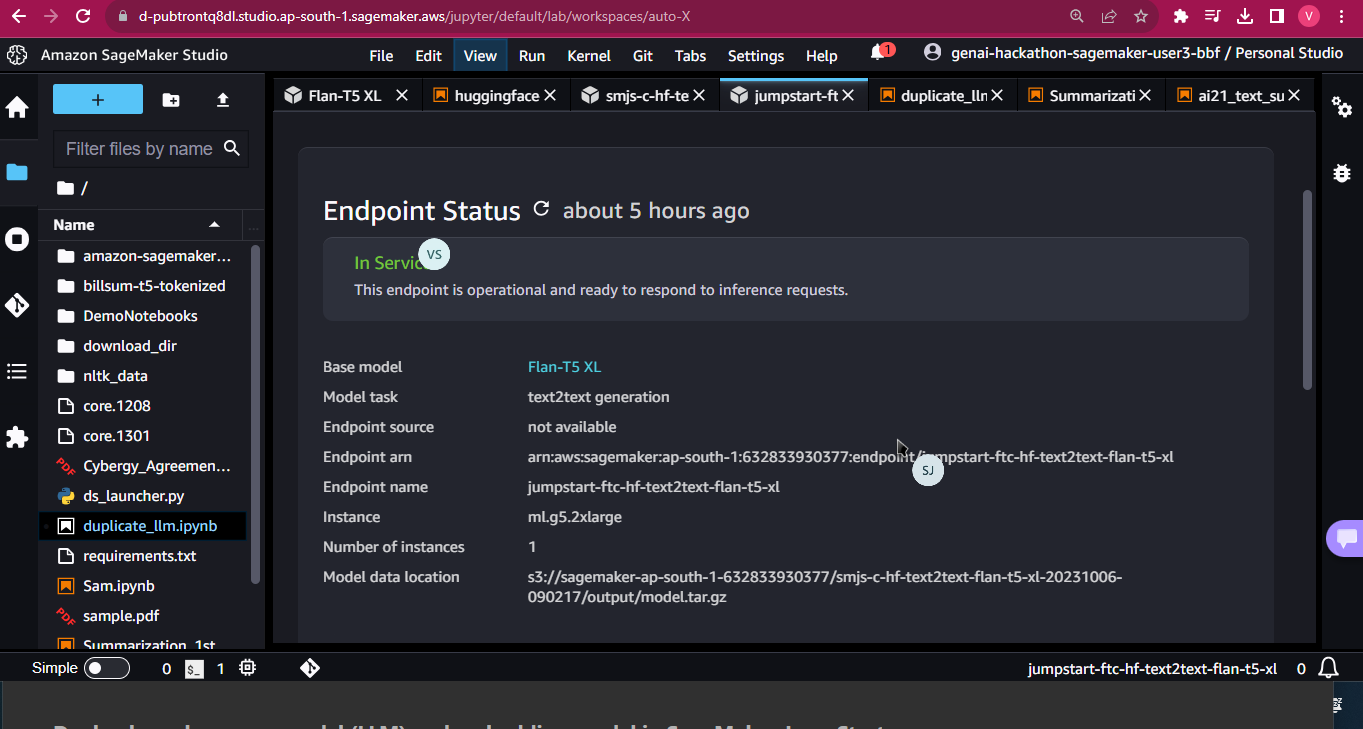 d-pubtrontq8dl.studio.ap-south-1.sagemaker.aws/jupyter/default/lab/workspaces/auto-X
V
Amazon SageMaker Studio
File Edit View Run Kernel Git Tabs Settings Help
1
genai-hackathon-sagemaker-user3-bbf / Personal Studio
+
Flan-T5 XL
huggingface
smjs-c-hf-te
jumpstart-ft
duplicate_lln
Summarizati
ai21_text_su
Filter files by name
/
Name
amazon-sagemaker...
billsum-t5-tokenized
DemoNotebooks
download_dir
nltk_data
core.1208
core.1301
PDF Cybergy_Agreemen...
ds_launcher.py
duplicate_llm.ipynb
requirements.txt
Sam.ipynb
PDF sample.pdf
Summarization_1st
Endpoint Status about 5 hours ago
In Servic
VS
This endpoint is operational and ready to respond to inference requests.
Base model Flan-T5 XL
Model task text2text generation
Endpoint source not available
Endpoint arn arn:aws:sagemaker:ap-south-1:632833930377:endpoint/jumpstart-ftc-hf-text2text-flan-t5-xl
SJ
Endpoint name jumpstart-ftc-hf-text2text-flan-t5-xl
Instance ml.g5.2xlarge
Number of instances 1
Model data location s3://sagemaker-ap-south-1-632833930377/smjs-c-hf-text2text-flan-t5-xl-20231006-
090217/output/model.tar.gz
Simple 0 $_ 1
jumpstart-ftc-hf-text2text-flan-t5-xl 0